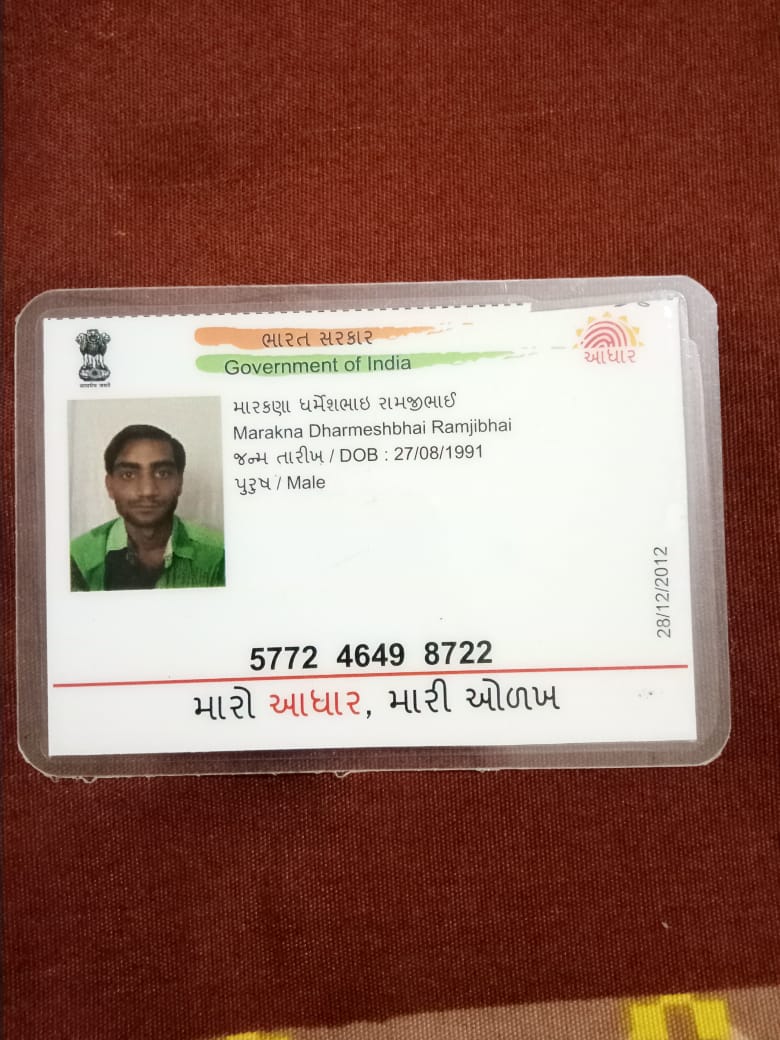 ભારત સરકાર
Government of India
આધાર
મારકણા ધર્મેશભાઇ રામજીભાઈ
Marakna Dharmeshbhai Ramjibhai
જન્મ તારીખ / DOB : 27/08/1991
પુરુષ / Male
28/12/2012
5772 4649 8722
મારો આધાર, મારી ઓળખ